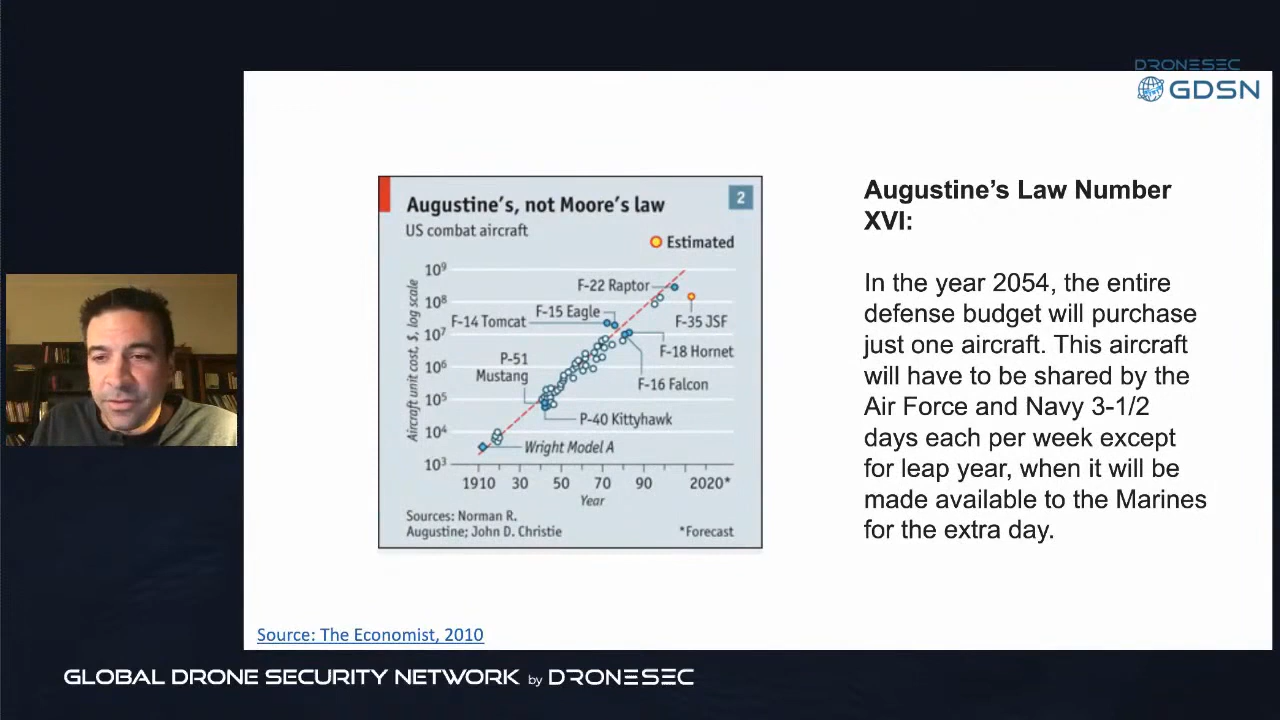 DRONESEC
GDSN
Augustine's, not Moore's law
2
US combat aircraft
Estimated
Aircraft unit cost, $, log scale
10⁹
10⁸
10⁷
10⁶
10⁵
10⁴
10³
F-22 Raptor
F-15 Eagle
F-14 Tomcat
F-35 JSF
F-18 Hornet
P-51
Mustang
F-16 Falcon
P-40 Kittyhawk
Wright Model A
1910 30 50 70 90 2020*
Year
Sources: Norman R.
Augustine; John D. Christie
*Forecast
Augustine’s Law Number
XVI:
In the year 2054, the entire
defense budget will purchase
just one aircraft. This aircraft
will have to be shared by the
Air Force and Navy 3-1/2
days each per week except
for leap year, when it will be
made available to the Marines
for the extra day.
Source: The Economist, 2010
GLOBAL DRONE SECURITY NETWORK by DRONESEC